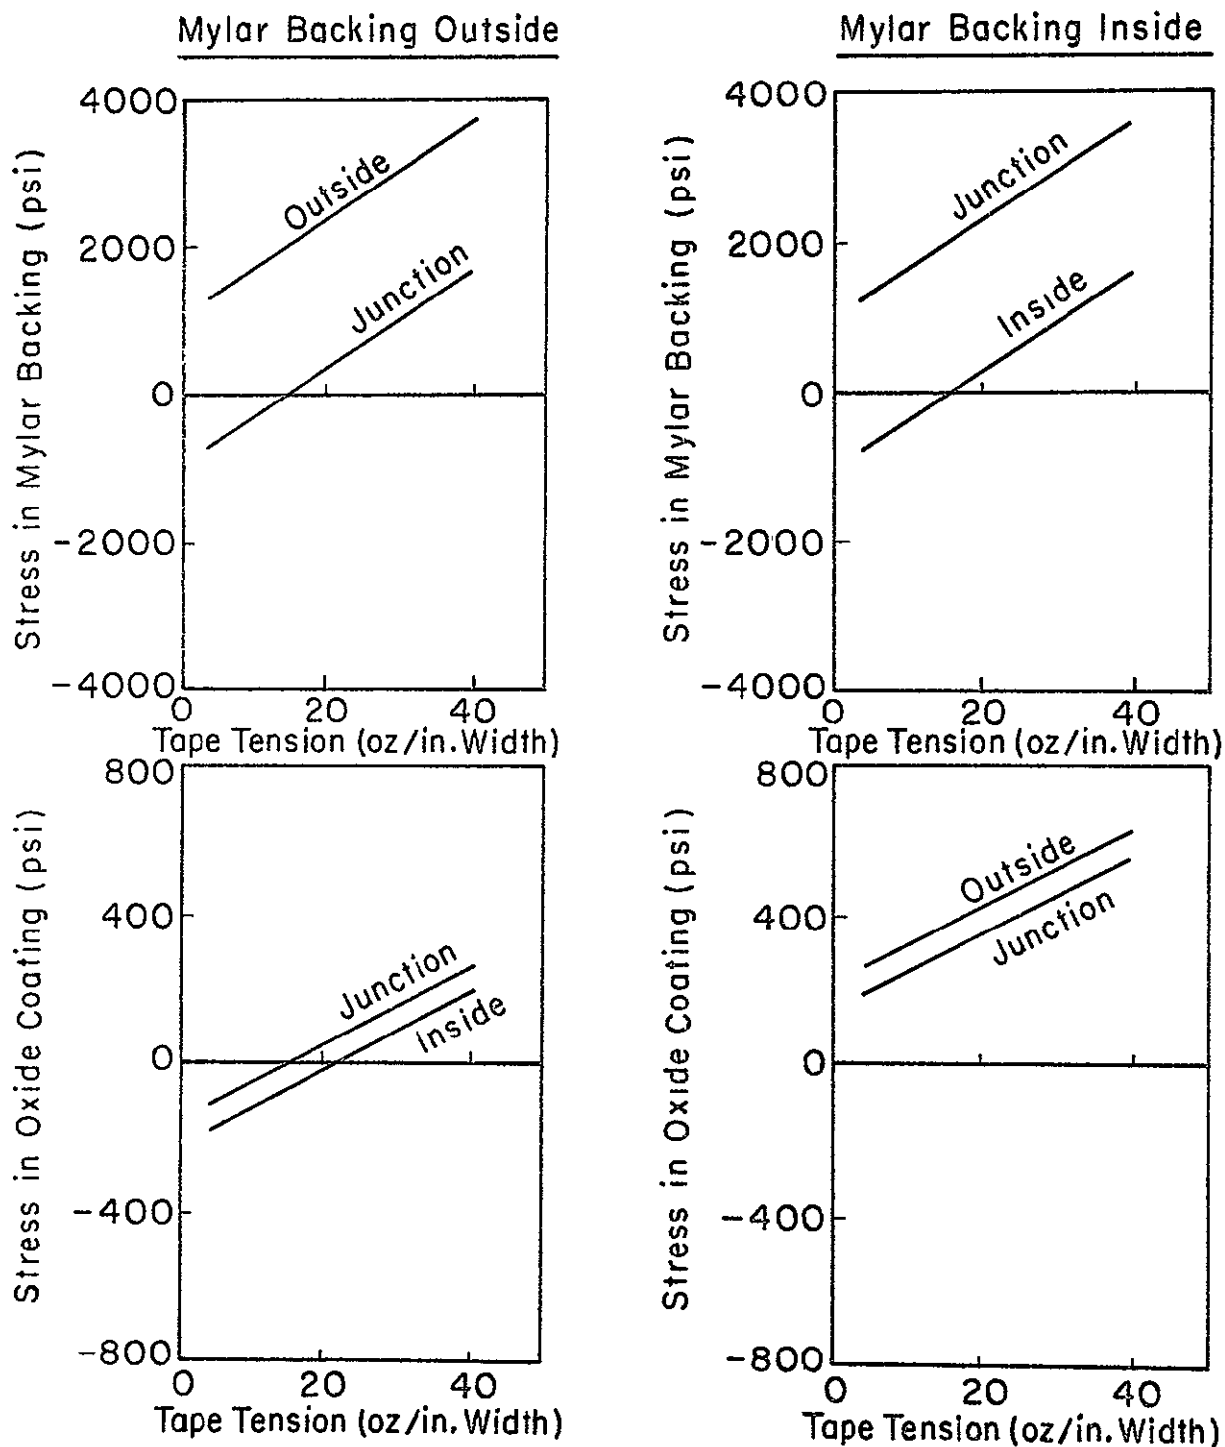 Mylar Backing Outside
Stress in Mylar Backing (psi)
4000
2000
0
-2000
-4000
Outside
Junction
0 20 40
Tape Tension (oz/in. Width)
Mylar Backing Inside
Stress in Mylar Backing (psi)
4000
2000
0
-2000
-4000
Junction
Inside
0 20 40
Tape Tension (oz/in. Width)
Stress in Oxide Coating (psi)
800
400
0
-400
-800
Junction
Inside
0 20 40
Tape Tension (oz/in. Width)
Stress in Oxide Coating (psi)
800
400
0
-400
-800
Outside
Junction
0 20 40
Tape Tension (oz/in. Width)